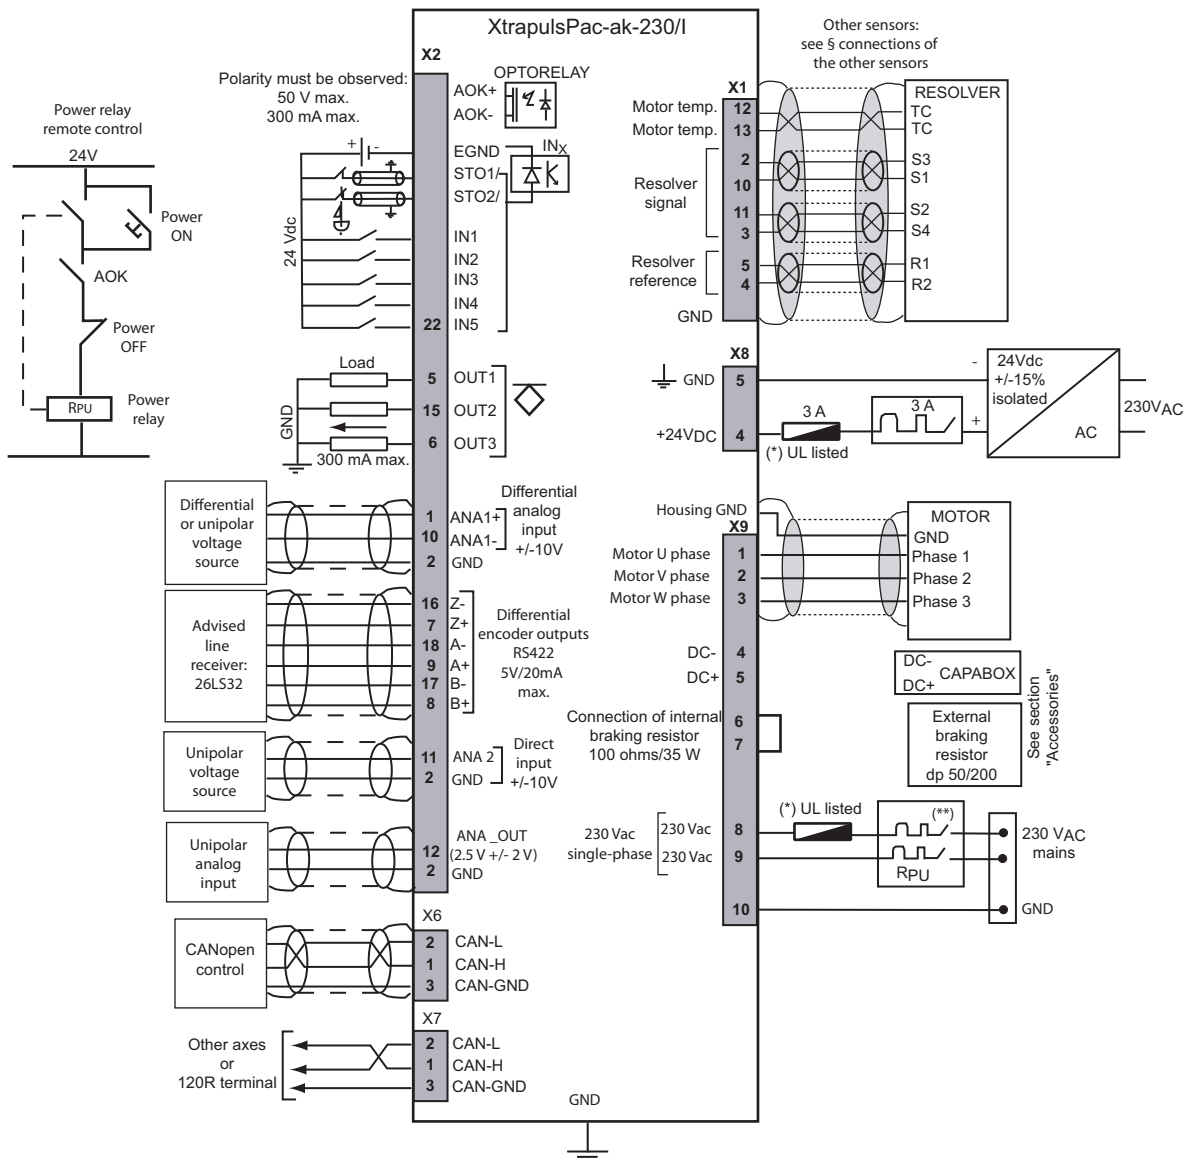 XtrapulsPac-ak-230/I
Power relay
remote control
24V
Power
ON
AOK
Power
OFF
RPU
Power
relay
X2
Polarity must be observed:
50 V max.
300 mA max.
OPTORELAY
AOK+
AOK-
+ -
EGND
INX
STO1/
STO2/
24 Vdc
IN1
IN2
IN3
IN4
22 IN5
Load
5 OUT1
15 OUT2
6 OUT3
GND
300 mA max.
Differential
or unipolar
voltage
source
1 ANA1+
10 ANA1-
2 GND
Differential
analog
input
+/-10V
Advised
line
receiver:
26LS32
16 Z-
7 Z+
18 A-
9 A+
17 B-
8 B+
Differential
encoder outputs
RS422
5V/20mA
max.
Unipolar
voltage
source
11 ANA 2
2 GND
Direct
input
+/-10V
Unipolar
analog
input
ANA _OUT
12 (2.5 V +/- 2 V)
2 GND
X6
CANopen
control
2 CAN-L
1 CAN-H
3 CAN-GND
X7
Other axes
or
120R terminal
2 CAN-L
1 CAN-H
3 CAN-GND
GND
Other sensors:
see § connections of
the other sensors
X1
RESOLVER
Motor temp. 12 TC
Motor temp. 13 TC
Resolver
signal
2 S3
10 S1
11 S2
3 S4
Resolver
reference
5 R1
4 R2
GND
X8
GND 5 -
+24VDC 4
3 A
(*) UL listed
3 A
+
24Vdc
+/-15%
isolated
AC
230VAC
Housing GND
X9
MOTOR
GND
Motor U phase 1 Phase 1
Motor V phase 2 Phase 2
Motor W phase 3 Phase 3
DC- 4
DC+ 5
DC-
DC+
CAPABOX
Connection of internal
braking resistor
100 ohms/35 W
6
7
External
braking
resistor
dp 50/200
See section
"Accessories"
230 Vac
single-phase
230 Vac 8
230 Vac 9
(*) UL listed
(**)
RPU
230 VAC
mains
10 GND